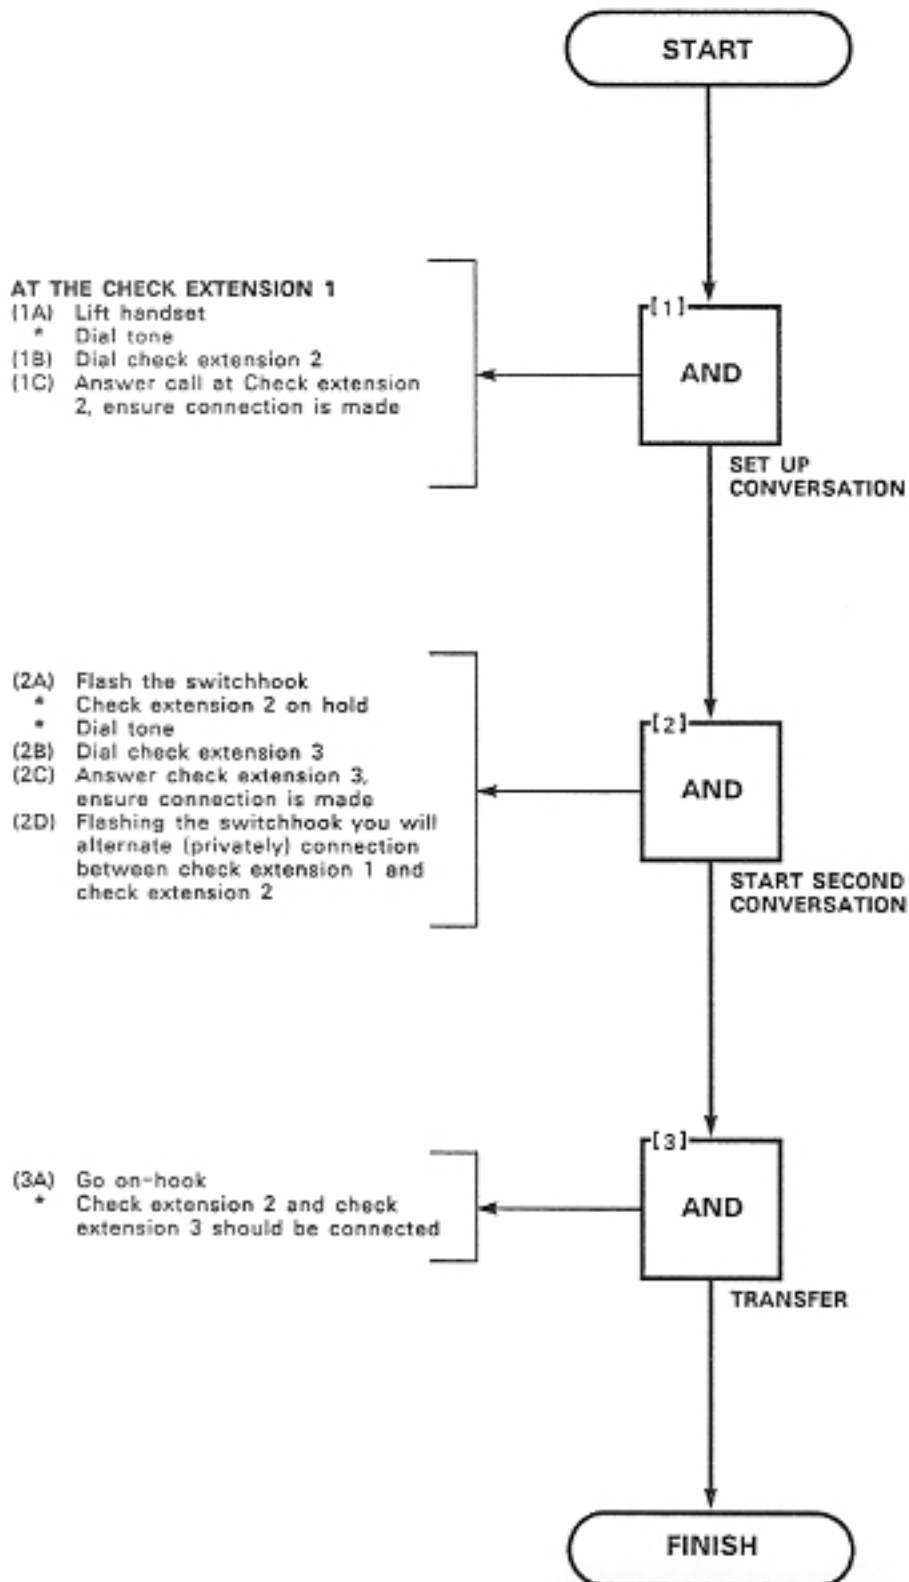 START
AT THE CHECK EXTENSION 1
(1A) Lift handset
* Dial tone
(1B) Dial check extension 2
(1C) Answer call at Check extension
2, ensure connection is made
[1]
AND
SET UP
CONVERSATION
(2A) Flash the switchhook
* Check extension 2 on hold
* Dial tone
(2B) Dial check extension 3
(2C) Answer check extension 3,
ensure connection is made
(2D) Flashing the switchhook you will
alternate (privately) connection
between check extension 1 and
check extension 2
[2]
AND
START SECOND
CONVERSATION
(3A) Go on-hook
* Check extension 2 and check
extension 3 should be connected
[3]
AND
TRANSFER
FINISH